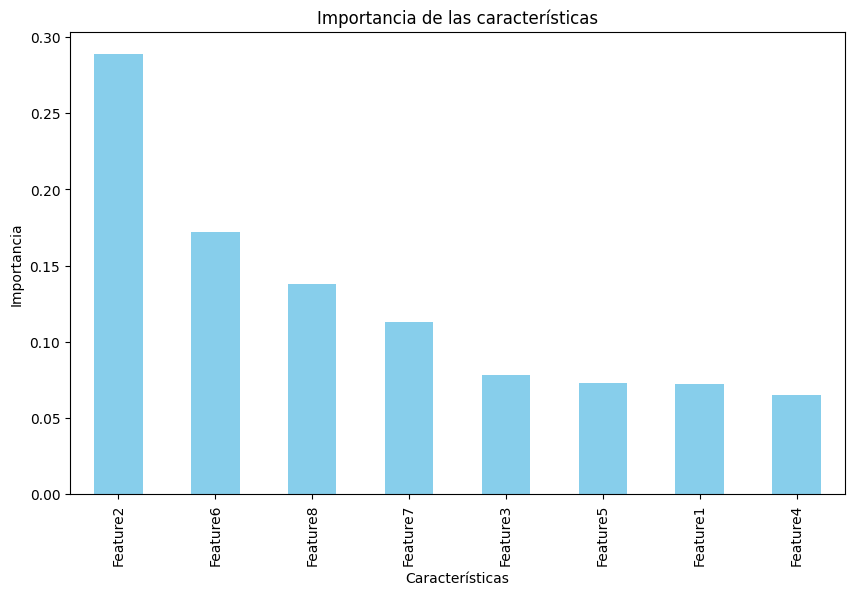 Importancia de las características
Importancia
0.30
0.25
0.20
0.15
0.10
0.05
0.00
Feature2
Feature6
Feature8
Feature7
Feature3
Feature5
Feature1
Feature4
Características